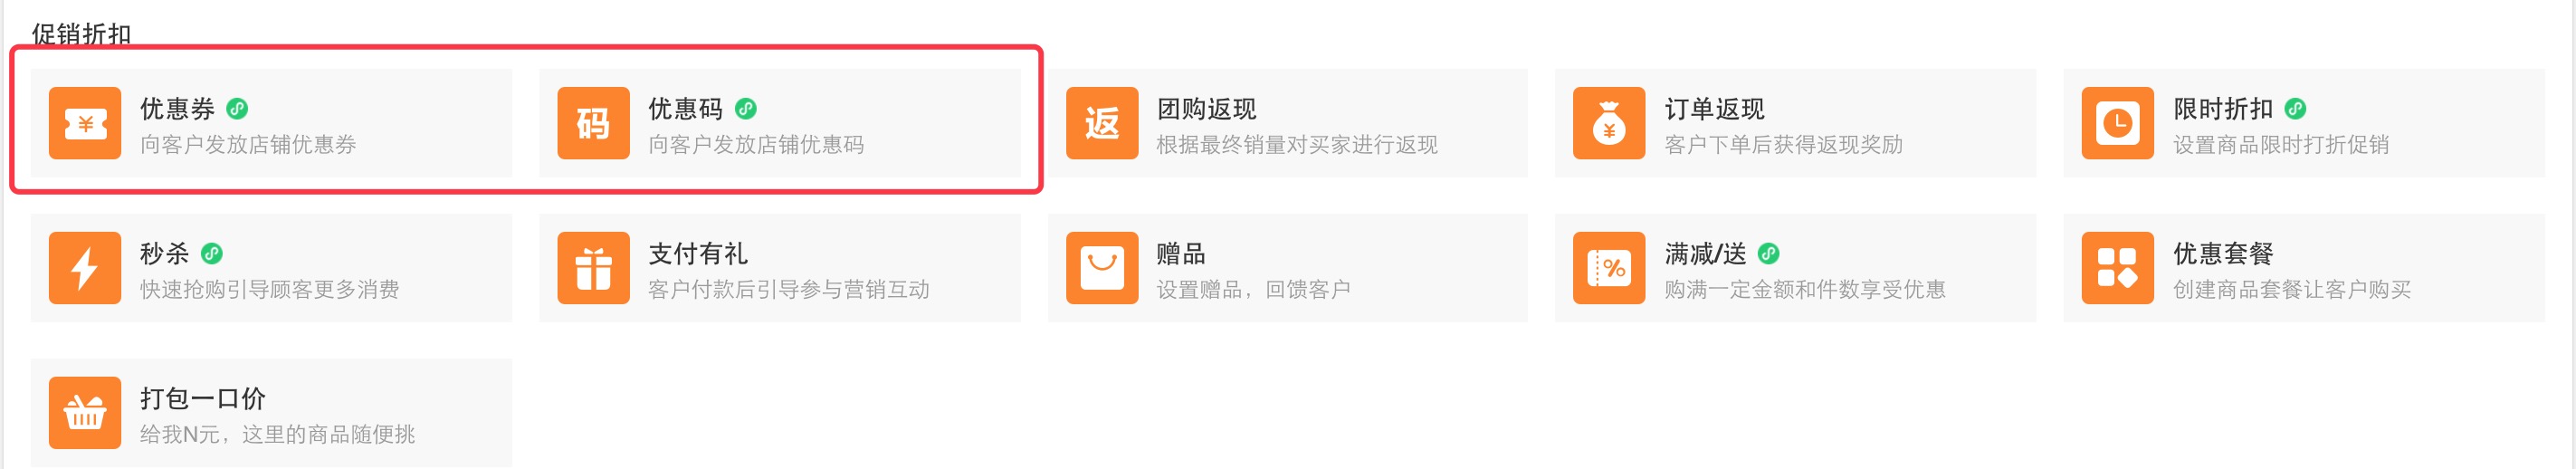 促销折扣
优惠券
向客户发放店铺优惠券
码
优惠码
向客户发放店铺优惠码
返
团购返现
根据最终销量对买家进行返现
订单返现
客户下单后获得返现奖励
限时折扣
设置商品限时打折促销
秒杀
快速抢购引导顾客更多消费
支付有礼
客户付款后引导参与营销互动
赠品
设置赠品，回馈客户
满减/送
购满一定金额和件数享受优惠
优惠套餐
创建商品套餐让客户购买
打包一口价
给我N元，这里的商品随便挑